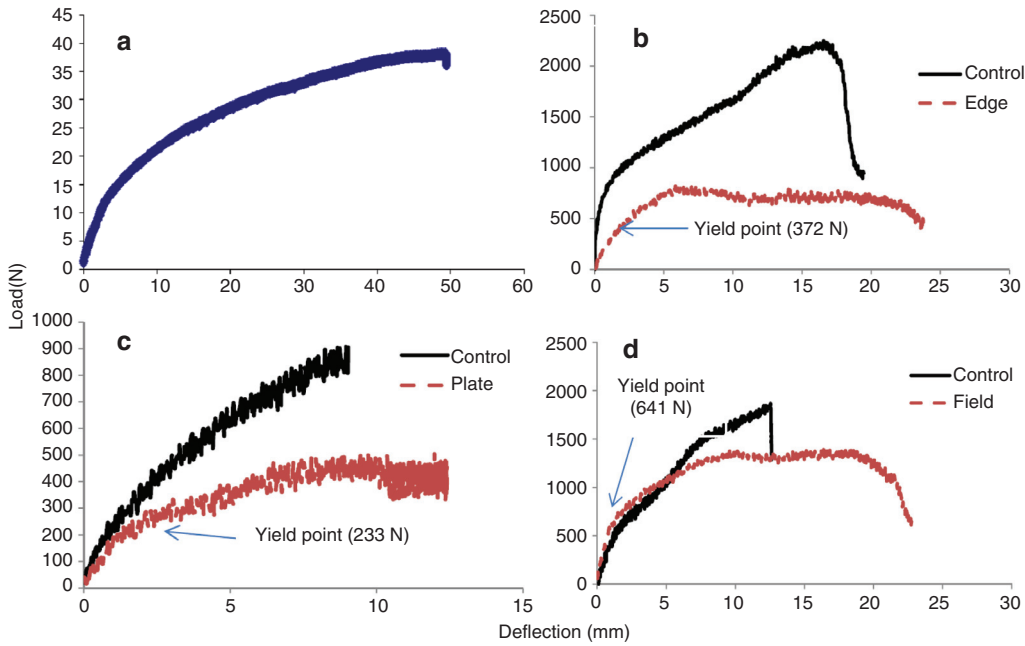 Load(N)
a
45
40
35
30
25
20
15
10
5
0
0 10 20 30 40 50 60
b
2500
2000
1500
1000
500
0
0 5 10 15 20 25 30
Control
Edge
Yield point (372 N)
c
1000
900
800
700
600
500
400
300
200
100
0
0 5 10 15
Control
Plate
Yield point (233 N)
d
2500
2000
1500
1000
500
0
0 5 10 15 20 25 30
Control
Field
Yield point
(641 N)
Deflection (mm)